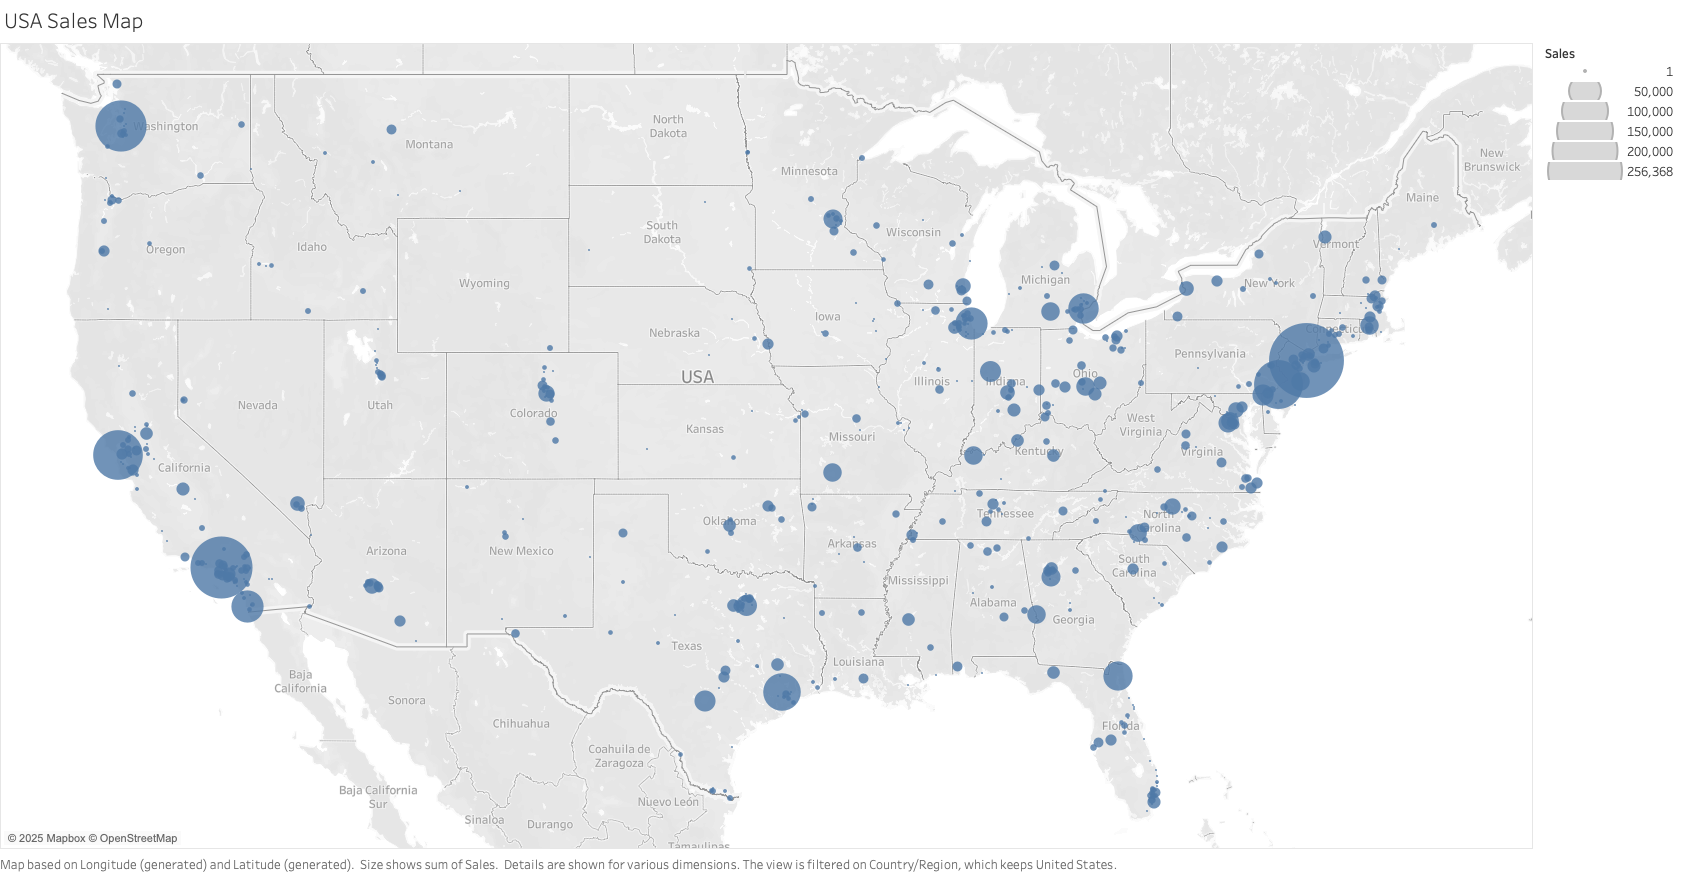 USA Sales Map
Sales
1
50,000
100,000
150,000
200,000
256,368
Washington
Montana
North
Dakota
Minnesota
New
Brunswick
Maine
Oregon
Idaho
South
Dakota
Wisconsin
Vermont
Wyoming
Michigan
New York
Nebraska
Iowa
Connecticut
Pennsylvania
USA
Nevada
Utah
Colorado
Illinois
Indiana
Ohio
Kansas
Missouri
West
Virginia
California
Kentucky
Virginia
Arizona
New Mexico
Oklahoma
Arkansas
Tennessee
North
Carolina
South
Carolina
Mississippi
Alabama
Georgia
Texas
Louisiana
Baja
California
Sonora
Chihuahua
Florida
Coahuila de
Zaragoza
Baja California
Sur
Nuevo León
Sinaloa
Durango
Tamaulipas
© 2025 Mapbox © OpenStreetMap
Map based on Longitude (generated) and Latitude (generated).  Size shows sum of Sales.  Details are shown for various dimensions. The view is filtered on Country/Region, which keeps United States.